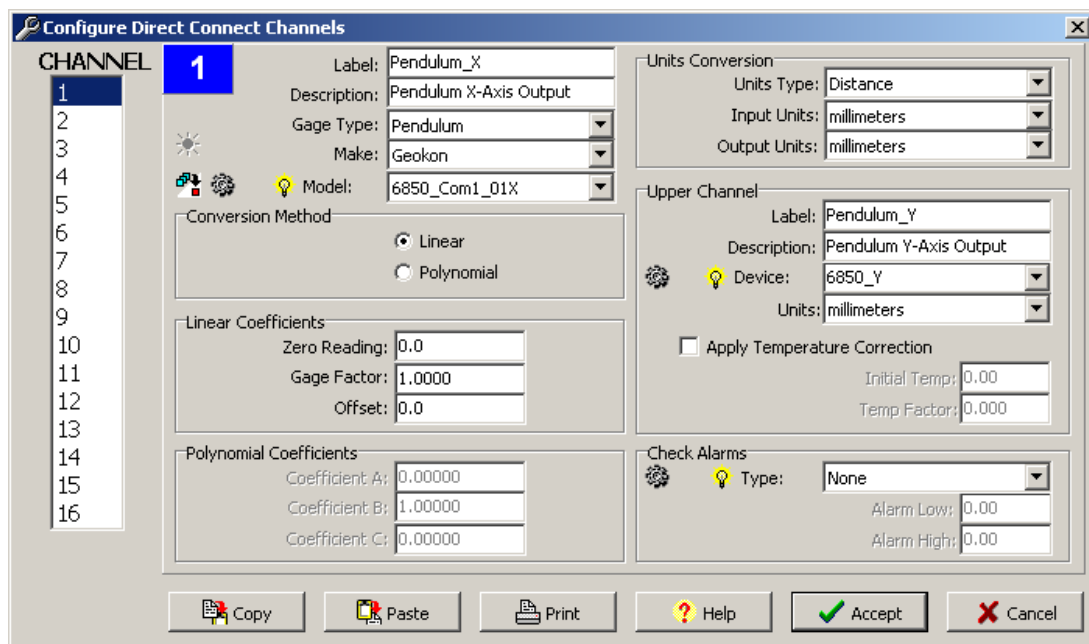 Configure Direct Connect Channels
CHANNEL
1
2
3
4
5
6
7
8
9
10
11
12
13
14
15
16
1
Label: Pendulum_X
Description: Pendulum X-Axis Output
Gage Type: Pendulum
Make: Geokon
Model: 6850_Com1_01X
Conversion Method
Linear
Polynomial
Linear Coefficients
Zero Reading: 0.0
Gage Factor: 1.0000
Offset: 0.0
Polynomial Coefficients
Coefficient A: 0.00000
Coefficient B: 1.00000
Coefficient C: 0.00000
Units Conversion
Units Type: Distance
Input Units: millimeters
Output Units: millimeters
Upper Channel
Label: Pendulum_Y
Description: Pendulum Y-Axis Output
Device: 6850_Y
Units: millimeters
Apply Temperature Correction
Initial Temp: 0.00
Temp Factor: 0.000
Check Alarms
Type: None
Alarm Low: 0.00
Alarm High: 0.00
Copy
Paste
Print
Help
Accept
Cancel